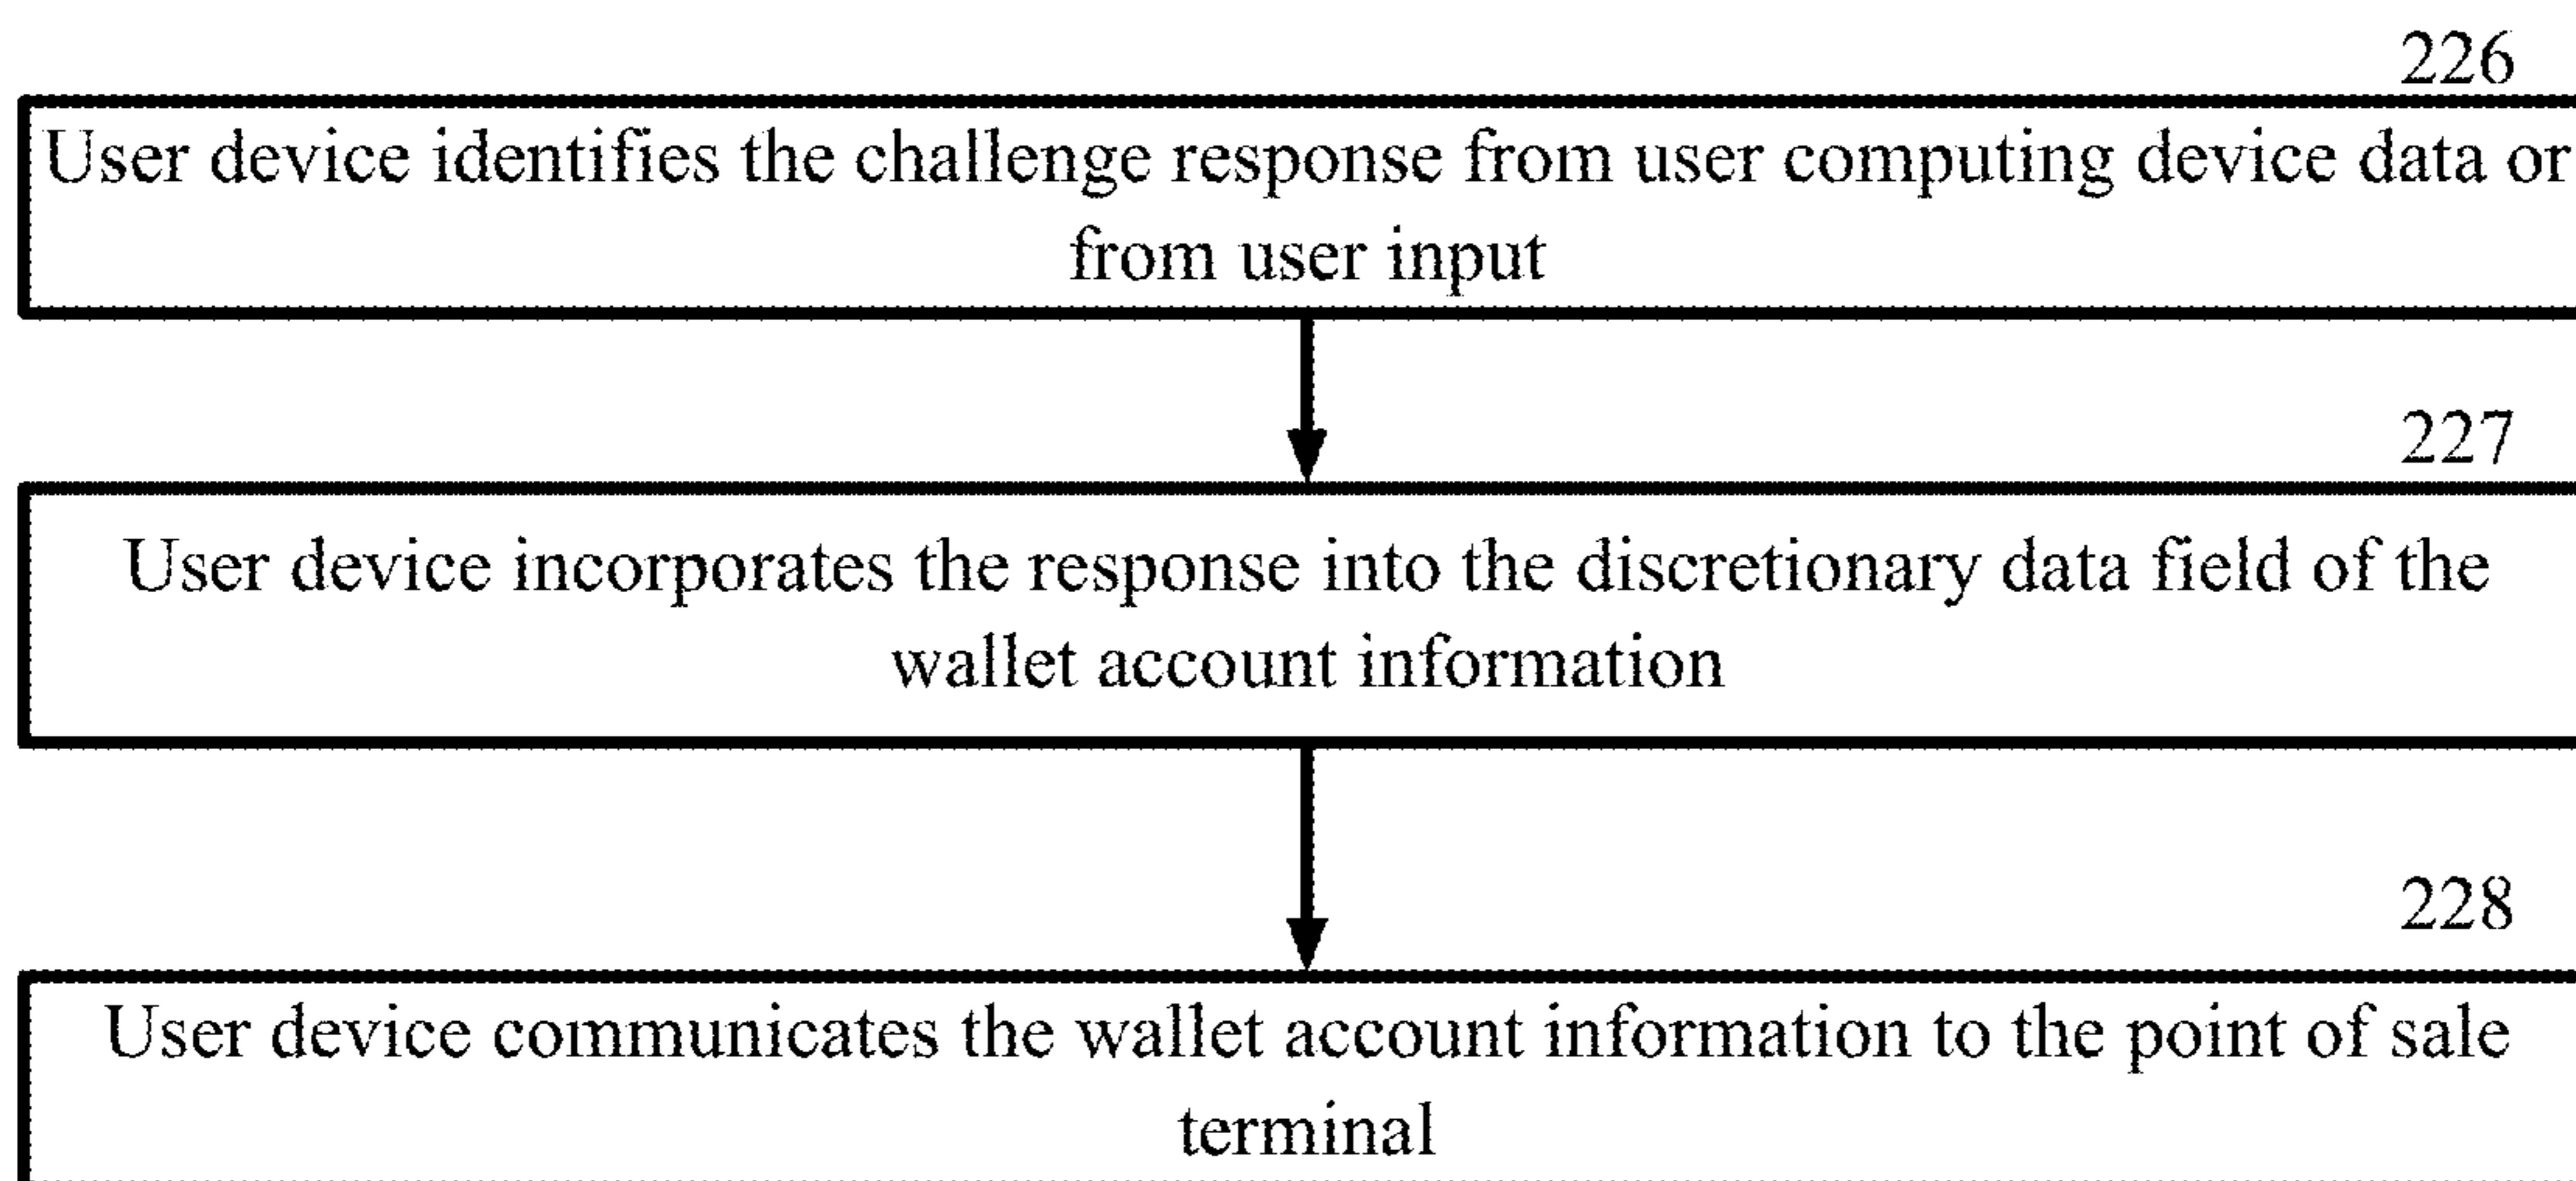 226
User device identifies the challenge response from user computing device data or
from user input
227
User device incorporates the response into the discretionary data field of the
wallet account information
228
User device communicates the wallet account information to the point of sale
terminal